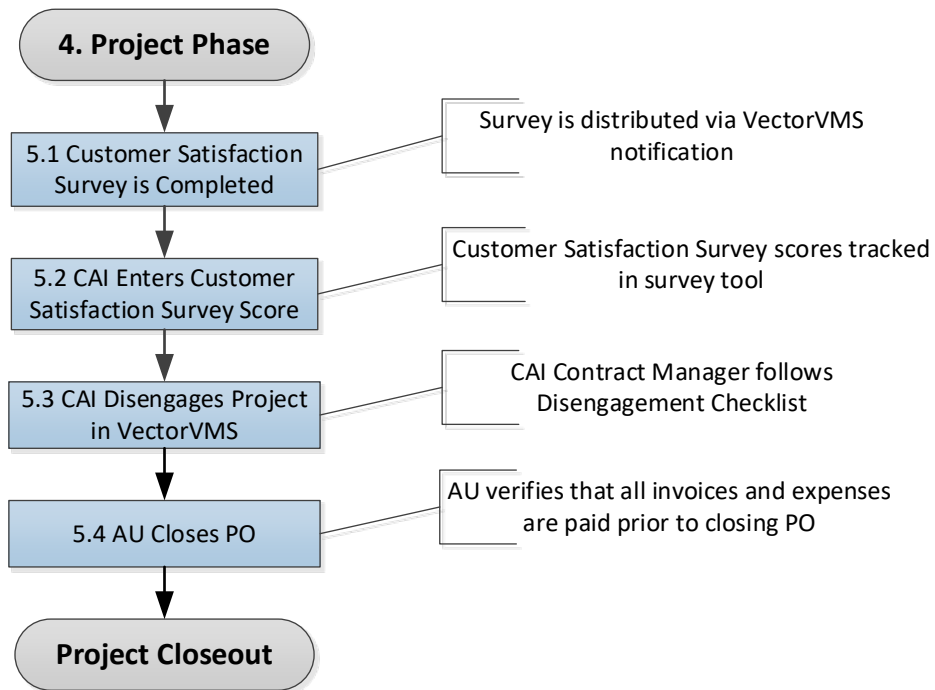 4. Project Phase
5.1 Customer Satisfaction
Survey is Completed
Survey is distributed via VectorVMS
notification
5.2 CAI Enters Customer
Satisfaction Survey Score
Customer Satisfaction Survey scores tracked
in survey tool
5.3 CAI Disengages Project
in VectorVMS
CAI Contract Manager follows
Disengagement Checklist
5.4 AU Closes PO
AU verifies that all invoices and expenses
are paid prior to closing PO
Project Closeout